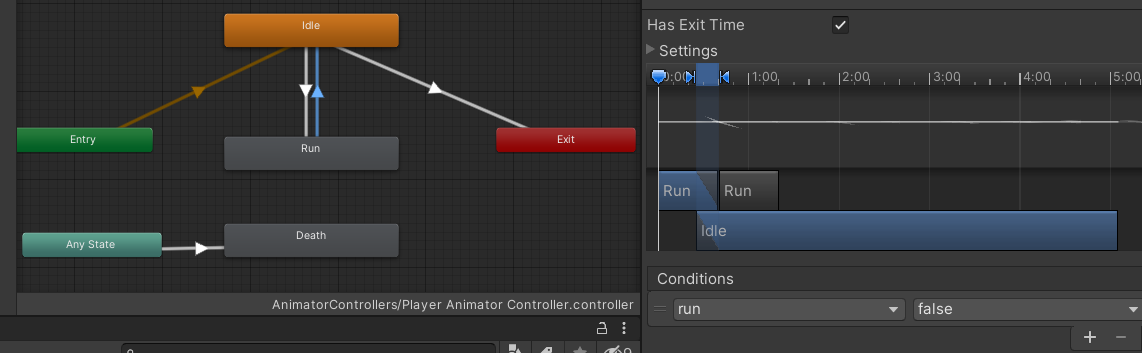 Idle
Entry
Run
Exit
Any State
Death
AnimatorControllers/Player Animator Controller.controller
Has Exit Time
Settings
0:00 1:00 2:00 3:00 4:00 5:00
Run Run
Idle
Conditions
run false